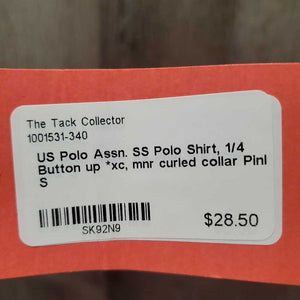 The Tack Collector
1001531-340
US Polo Assn. SS Polo Shirt, 1/4
Button up *xc, mnr curled collar Pinl
S
$28.50
SK92N9